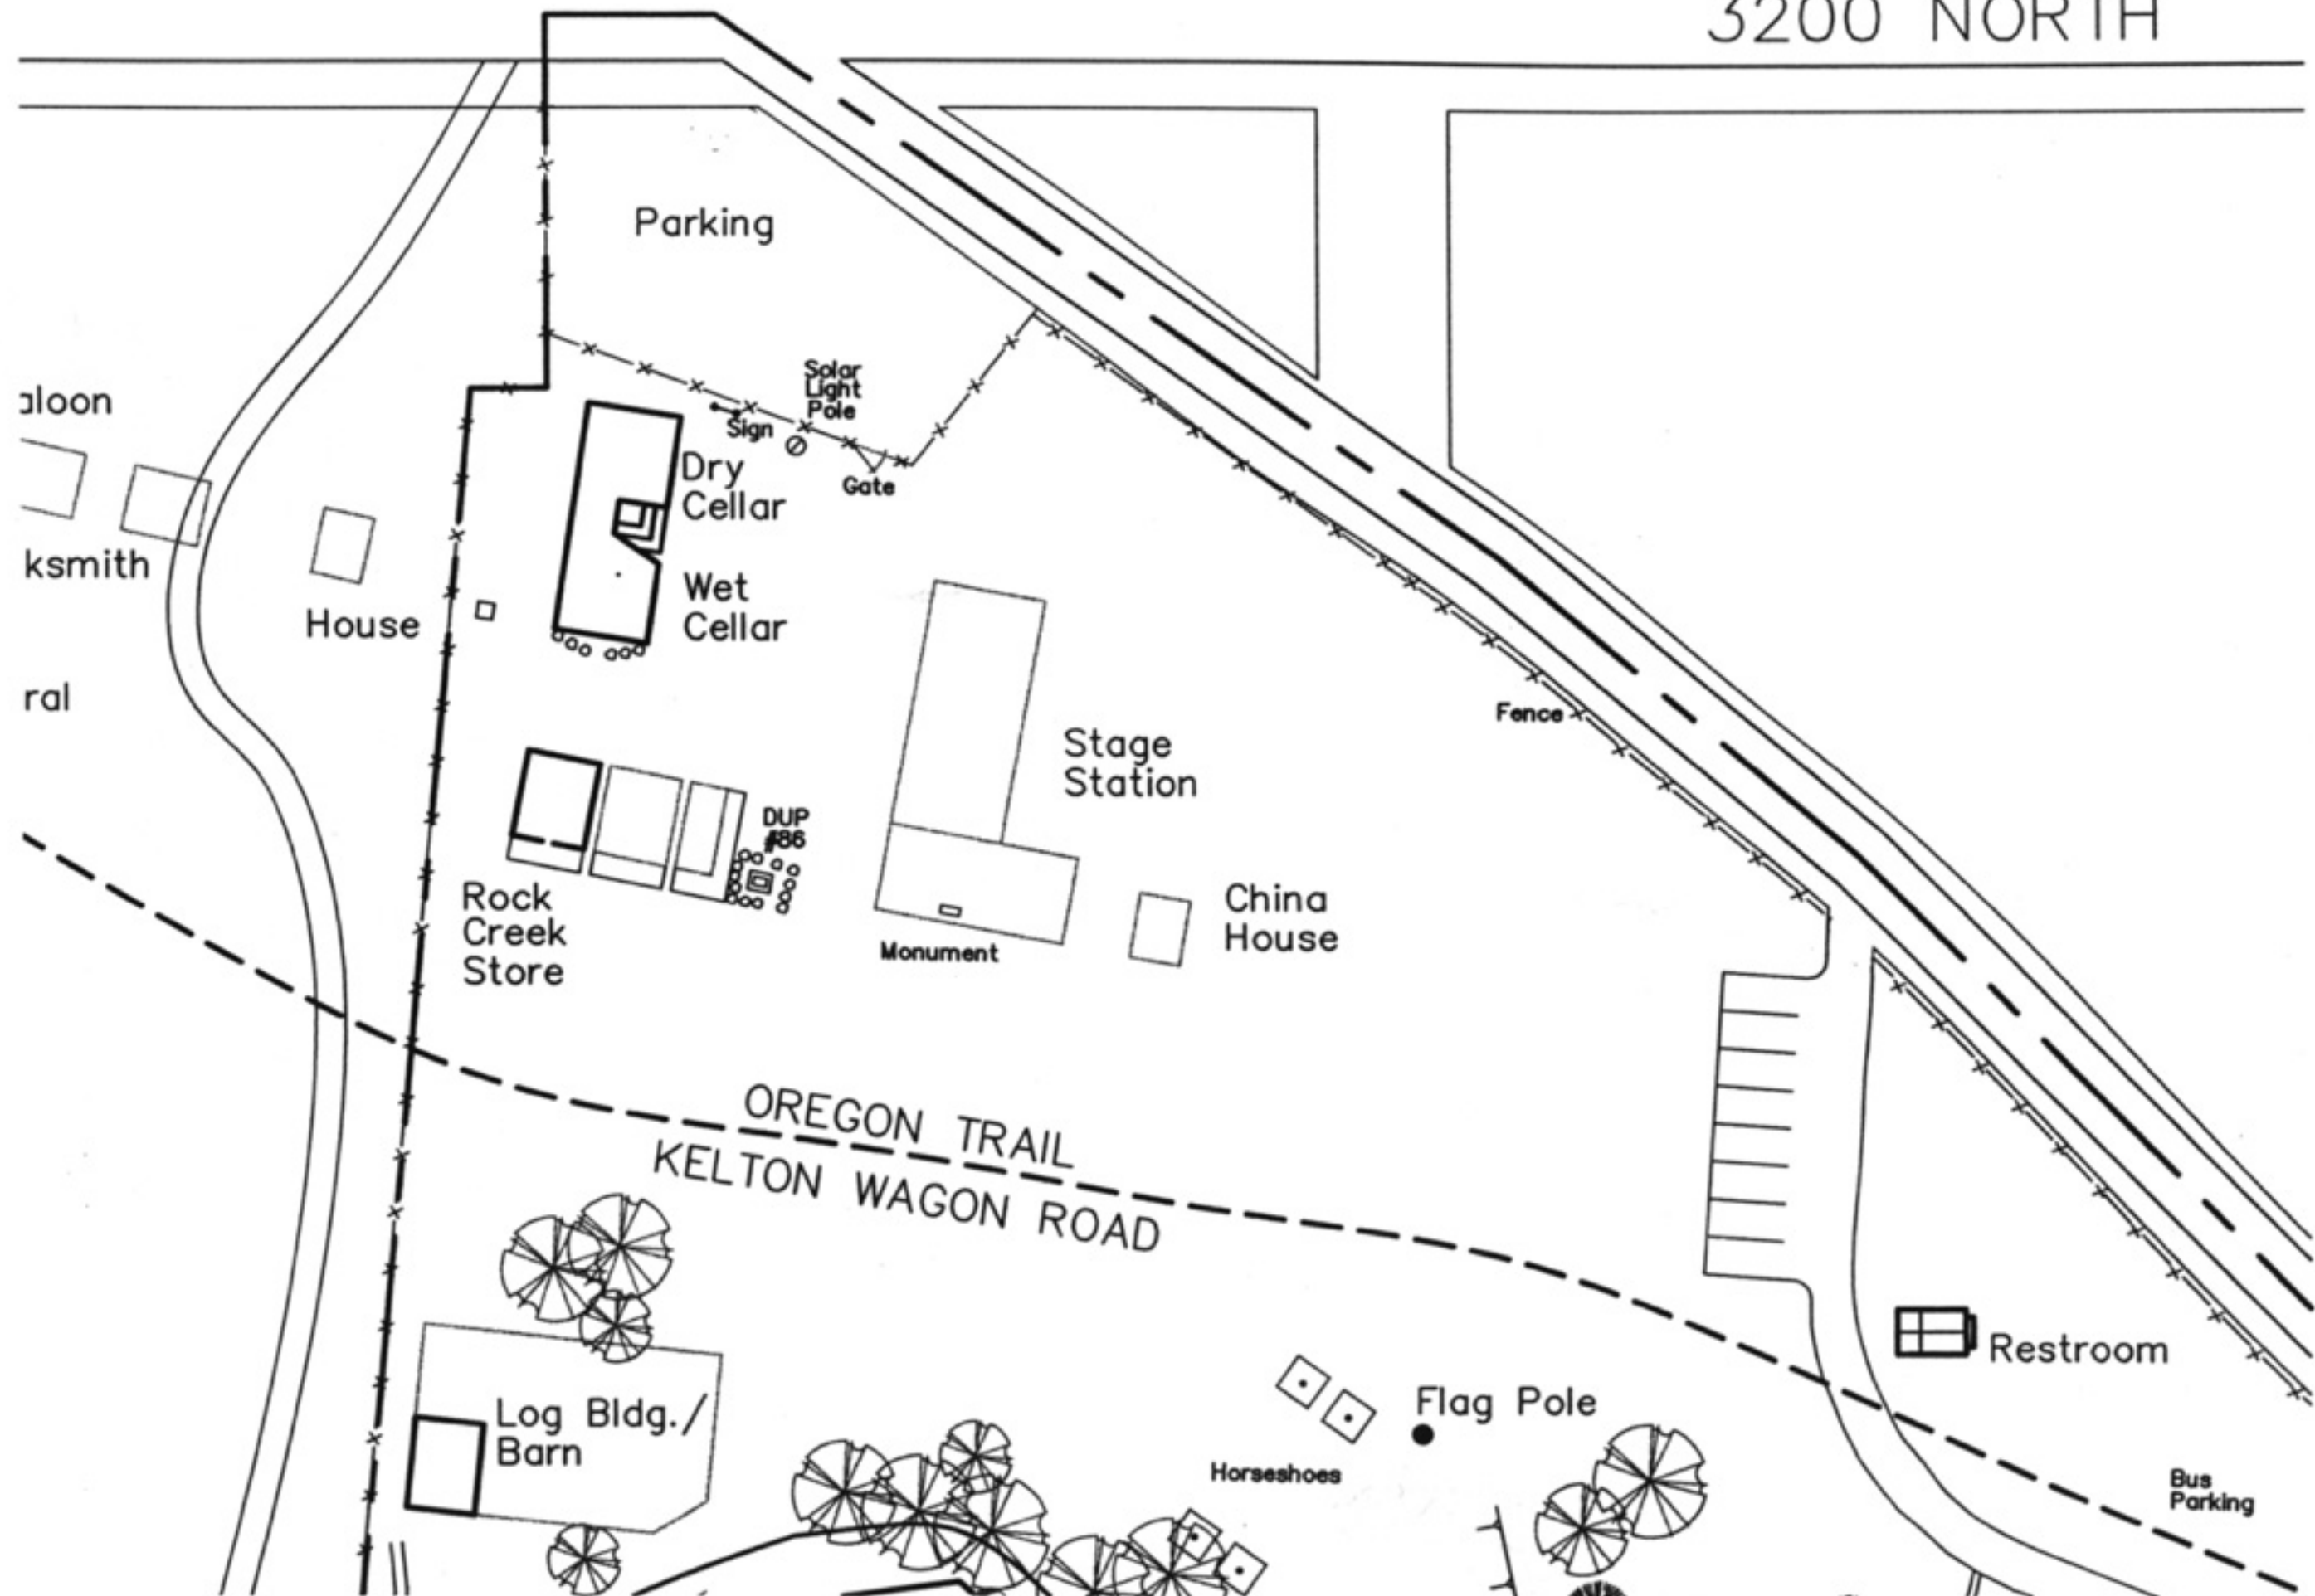 3200 NORTH
Parking
Solar
Light
Pole
Sign
Gate
aloon
Dry
Cellar
ksmith
House
Wet
Cellar
ral
Fence
Stage
Station
DUP
#86
Rock
Creek
Store
China
House
Monument
OREGON TRAIL
KELTON WAGON ROAD
Restroom
Log Bldg./
Barn
Flag Pole
Horseshoes
Bus
Parking